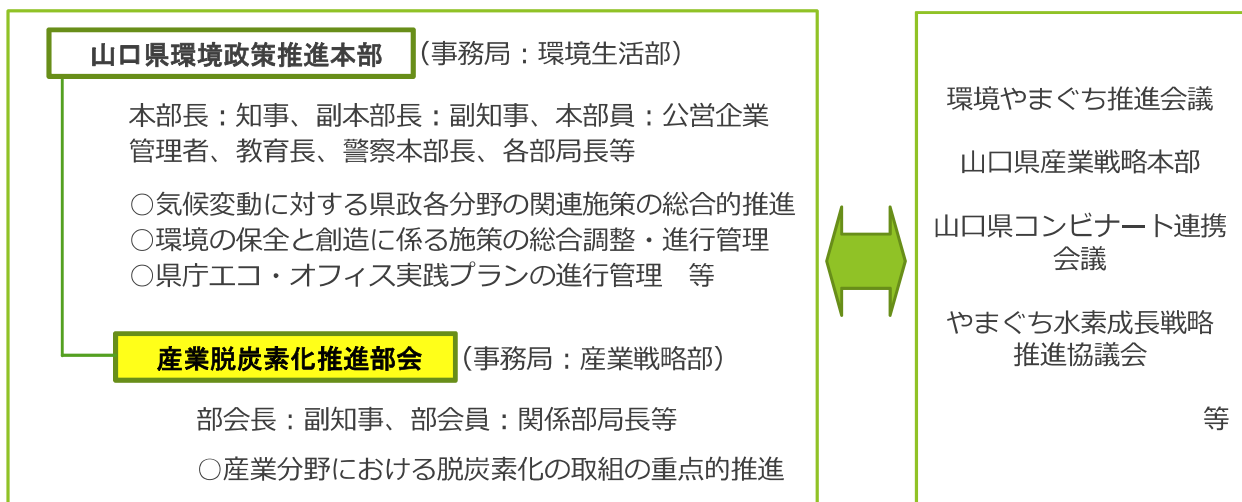 山口県環境政策推進本部 (事務局：環境生活部)
本部長：知事、副本部長：副知事、本部員：公営企業
管理者、教育長、警察本部長、各部局長等
○気候変動に対する県政各分野の関連施策の総合的推進
○環境の保全と創造に係る施策の総合調整・進行管理
○県庁エコ・オフィス実践プランの進行管理　等
産業脱炭素化推進部会 (事務局：産業戦略部)
部会長：副知事、部会員：関係部局長等
○産業分野における脱炭素化の取組の重点的推進
環境やまぐち推進会議
山口県産業戦略本部
山口県コンビナート連携
会議
やまぐち水素成長戦略
推進協議会
等